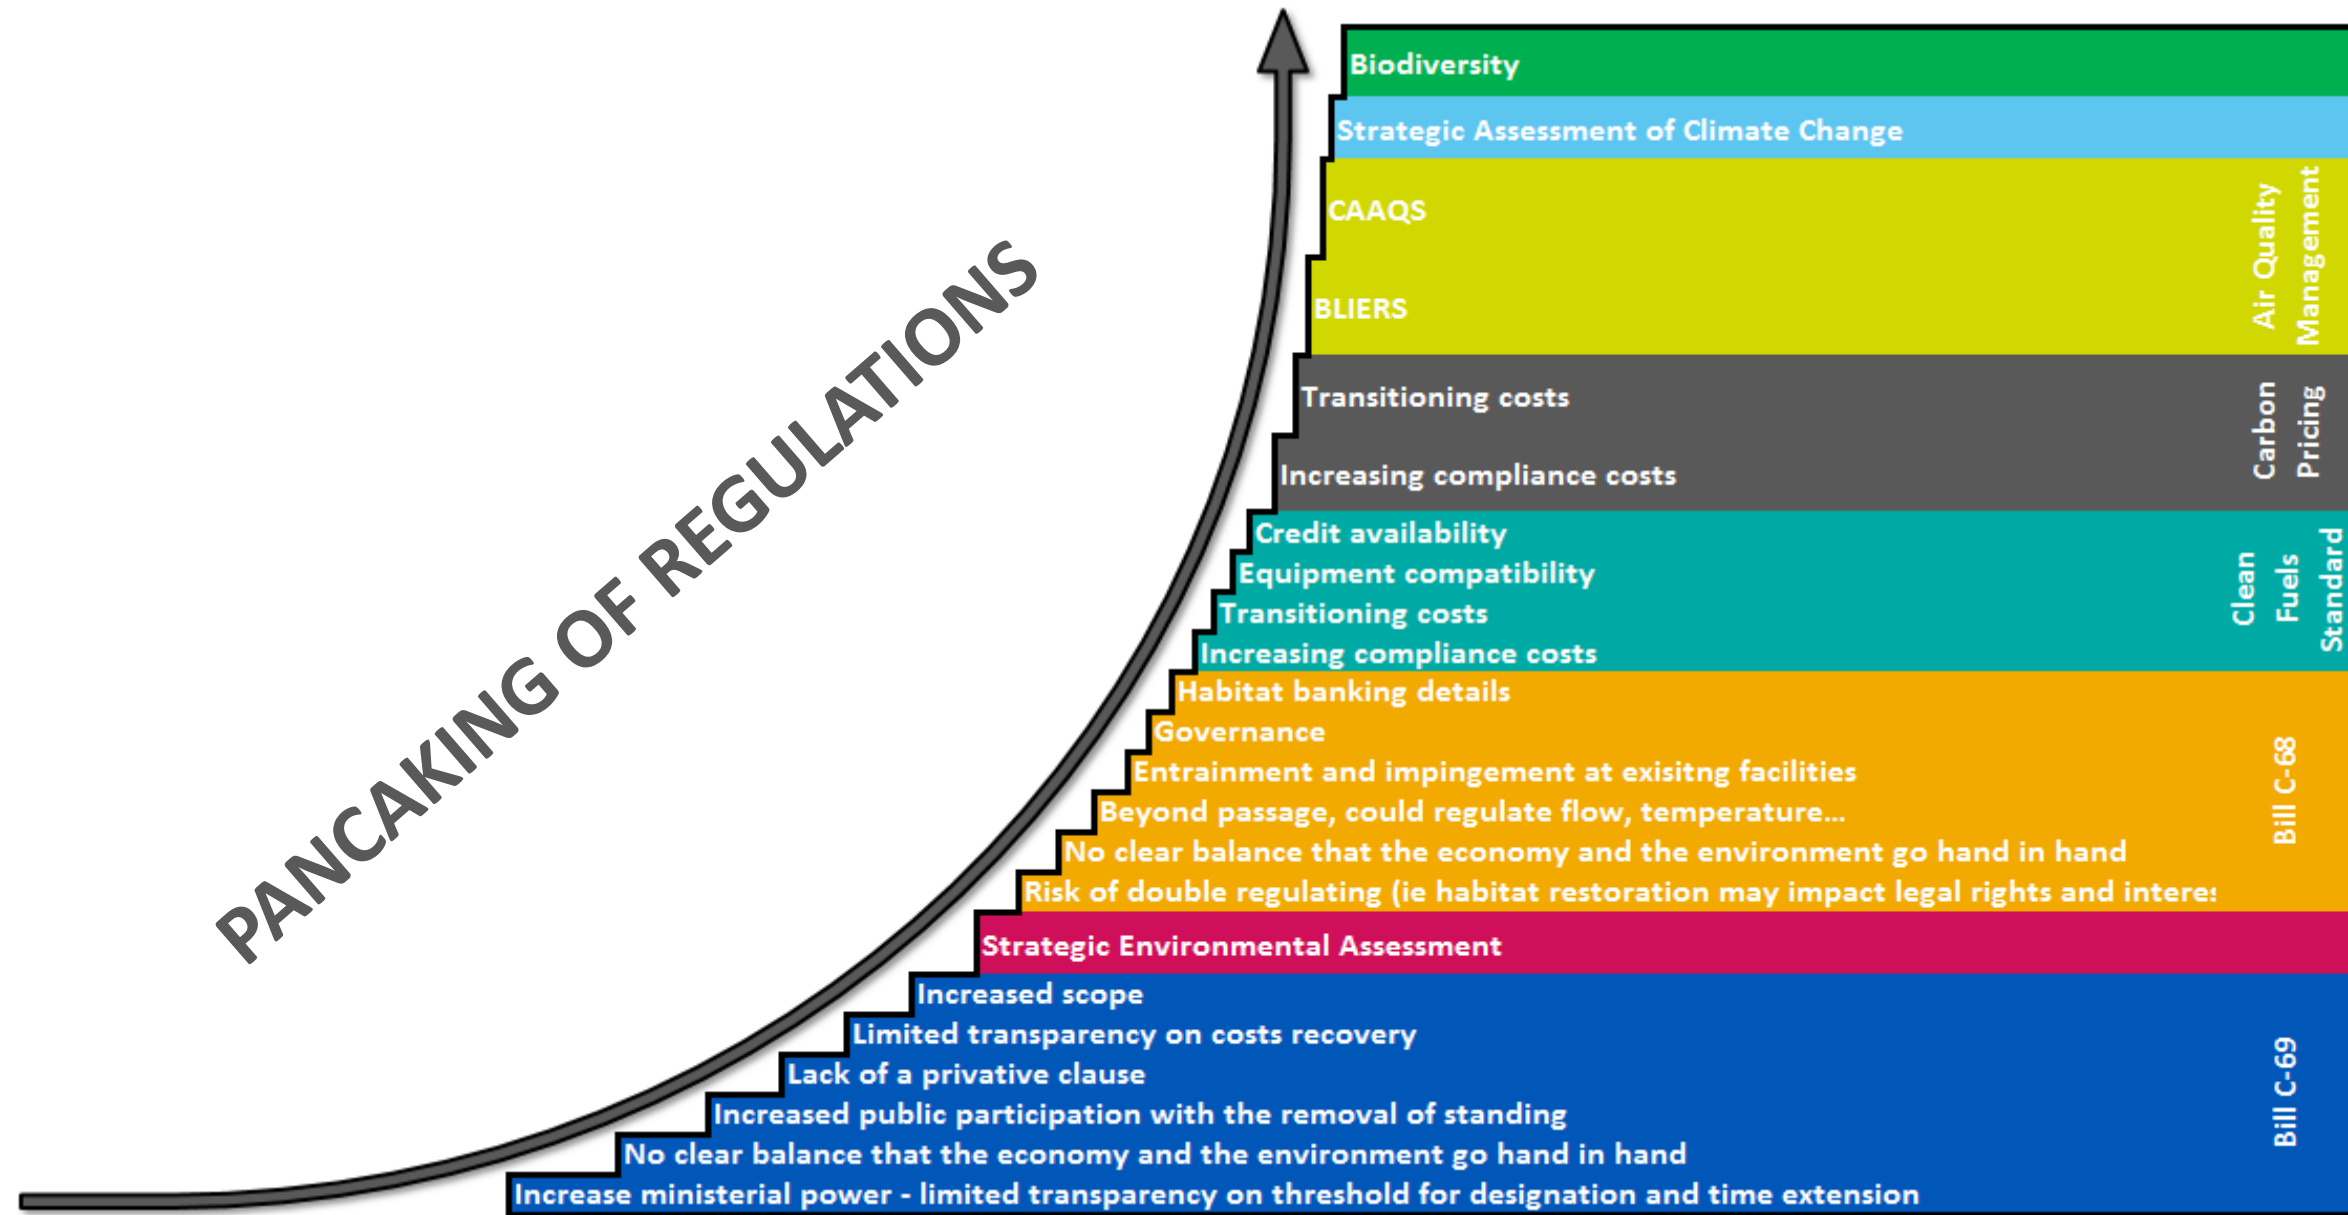 PANCAKING OF REGULATIONS
Biodiversity
Strategic Assessment of Climate Change
CAAQS
BLIERS
Air Quality
Management
Transitioning costs
Increasing compliance costs
Carbon
Pricing
Credit availability
Equipment compatibility
Transitioning costs
Increasing compliance costs
Clean
Fuels
Standard
Habitat banking details
Governance
Entrainment and impingement at exisitng facilities
Beyond passage, could regulate flow, temperature...
No clear balance that the economy and the environment go hand in hand
Risk of double regulating (ie habitat restoration may impact legal rights and interes
Bill C-68
Strategic Environmental Assessment
Increased scope
Limited transparency on costs recovery
Lack of a privative clause
Increased public participation with the removal of standing
No clear balance that the economy and the environment go hand in hand
Increase ministerial power - limited transparency on threshold for designation and time extension
Bill C-69